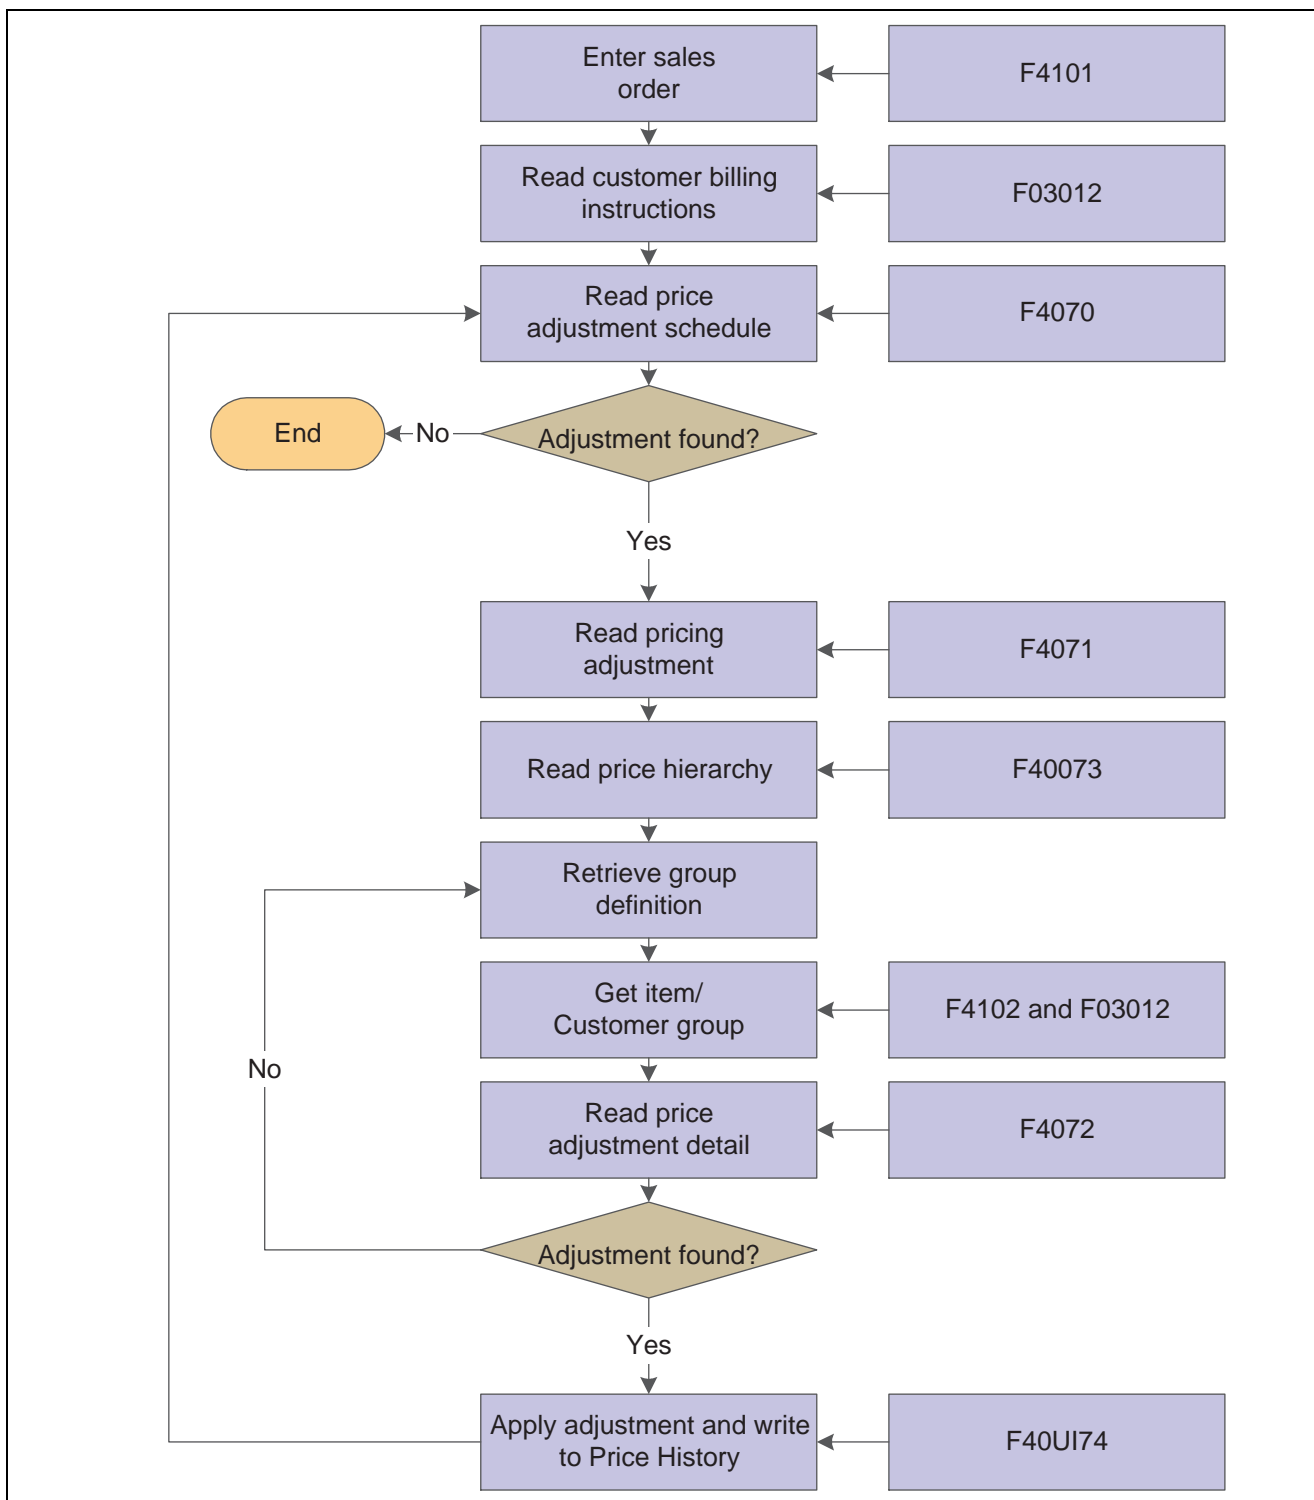 Enter sales
order
F4101
Read customer billing
instructions
F03012
Read price
adjustment schedule
F4070
End
No
Adjustment found?
Yes
Read pricing
adjustment
F4071
Read price hierarchy
F40073
Retrieve group
definition
Get item/
Customer group
F4102 and F03012
No
Read price
adjustment detail
F4072
Adjustment found?
Yes
Apply adjustment and write
to Price History
F40UI74